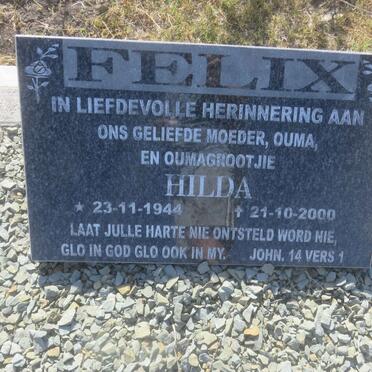 FELIX
IN LIEFDEVOLLE HERINNERING AAN
ONS GELIEFDE MOEDER, OUMA,
EN OUMAGROOTJIE
HILDA
★ 23-11-1944 ✝ 21-10-2000
LAAT JULLE HARTE NIE ONTSTELD WORD NIE,
GLO IN GOD GLO OOK IN MY. JOHN. 14 VERS 1